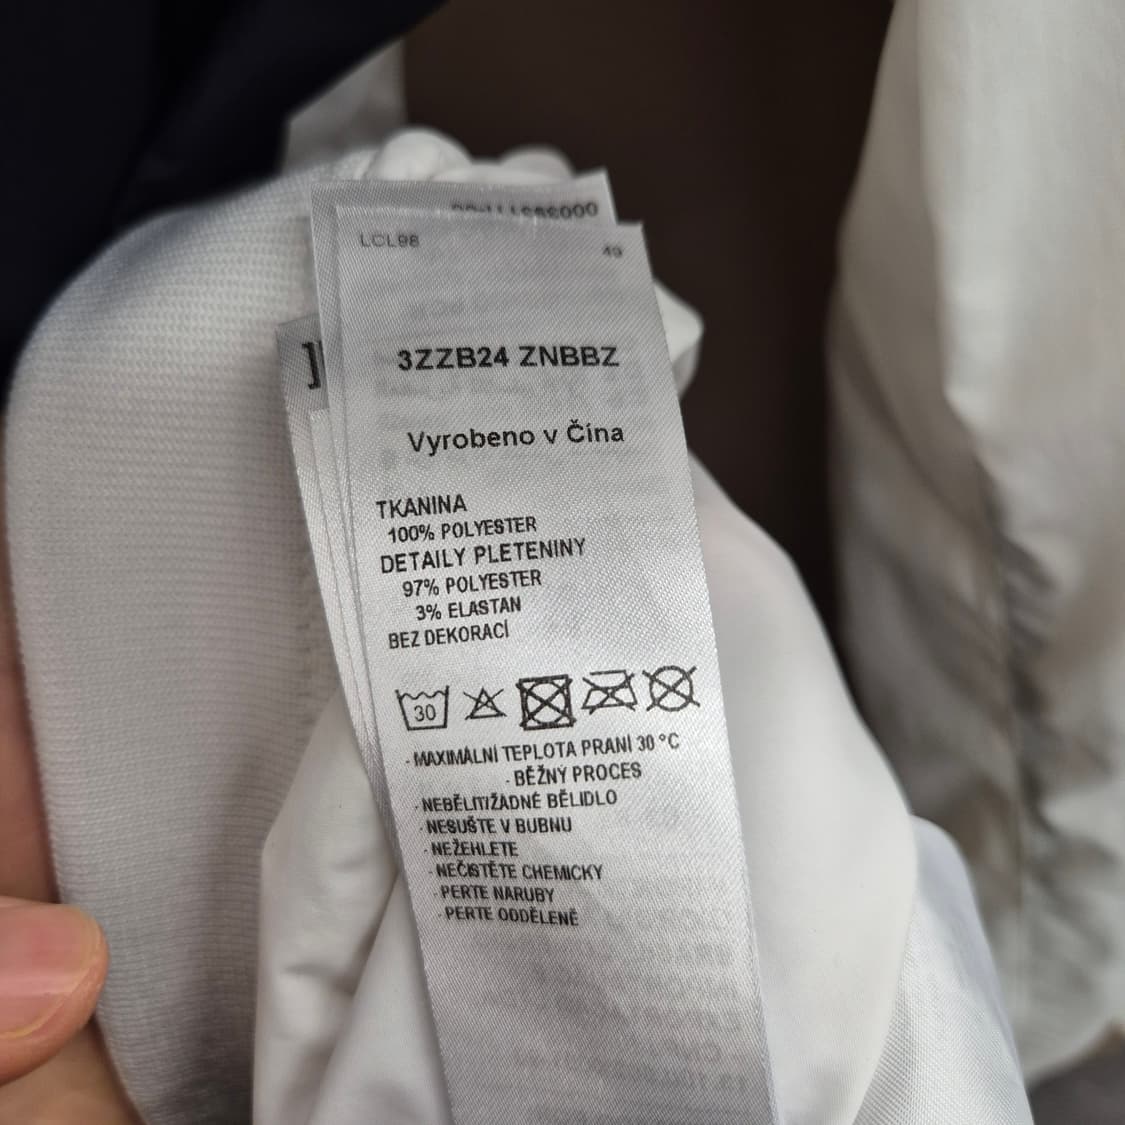 LCL98 49
3ZZB24 ZNBBZ
Vyrobeno v Čína
TKANINA
100% POLYESTER
DETAILY PLETENINY
97% POLYESTER
3% ELASTAN
BEZ DEKORACÍ
30
- MAXIMÁLNÍ TEPLOTA PRANÍ 30 °C
- BĚŽNÝ PROCES
- NEBĚLIT/ŽÁDNÉ BĚLIDLO
- NESUŠTE V BUBNU
- NEŽEHLETE
- NEČISTĚTE CHEMICKY
- PERTE NARUBY
- PERTE ODDĚLENĚ